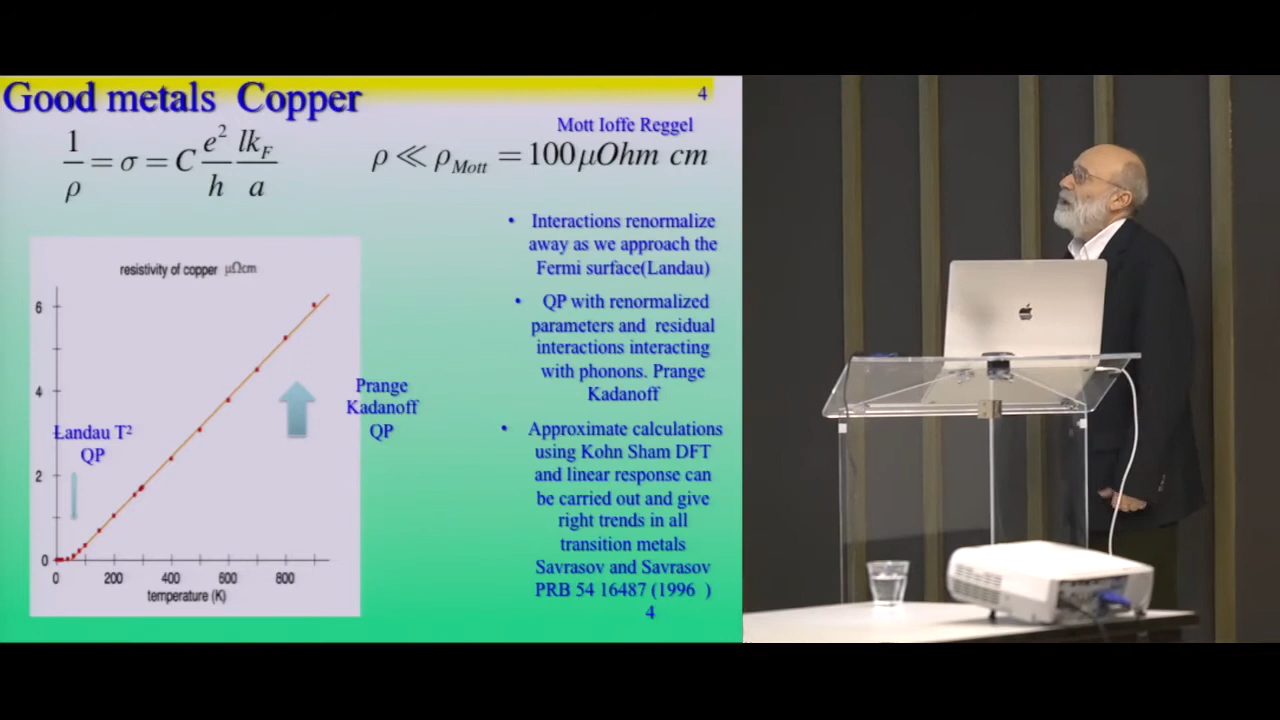 Good metals Copper
4
1/ρ = σ = C e²/h lk_F/a
Mott Ioffe Reggel
ρ ≪ ρ_Mott = 100 μOhm cm
• Interactions renormalize
away as we approach the
Fermi surface(Landau)
• QP with renormalized
parameters and residual
interactions interacting
with phonons. Prange
Kadanoff
• Approximate calculations
using Kohn Sham DFT
and linear response can
be carried out and give
right trends in all
transition metals
Savrasov and Savrasov
PRB 54 16487 (1996 )
4
resistivity of copper μΩcm
6
4
2
0
Landau T²
QP
Prange
Kadanoff
QP
0 200 400 600 800
temperature (K)